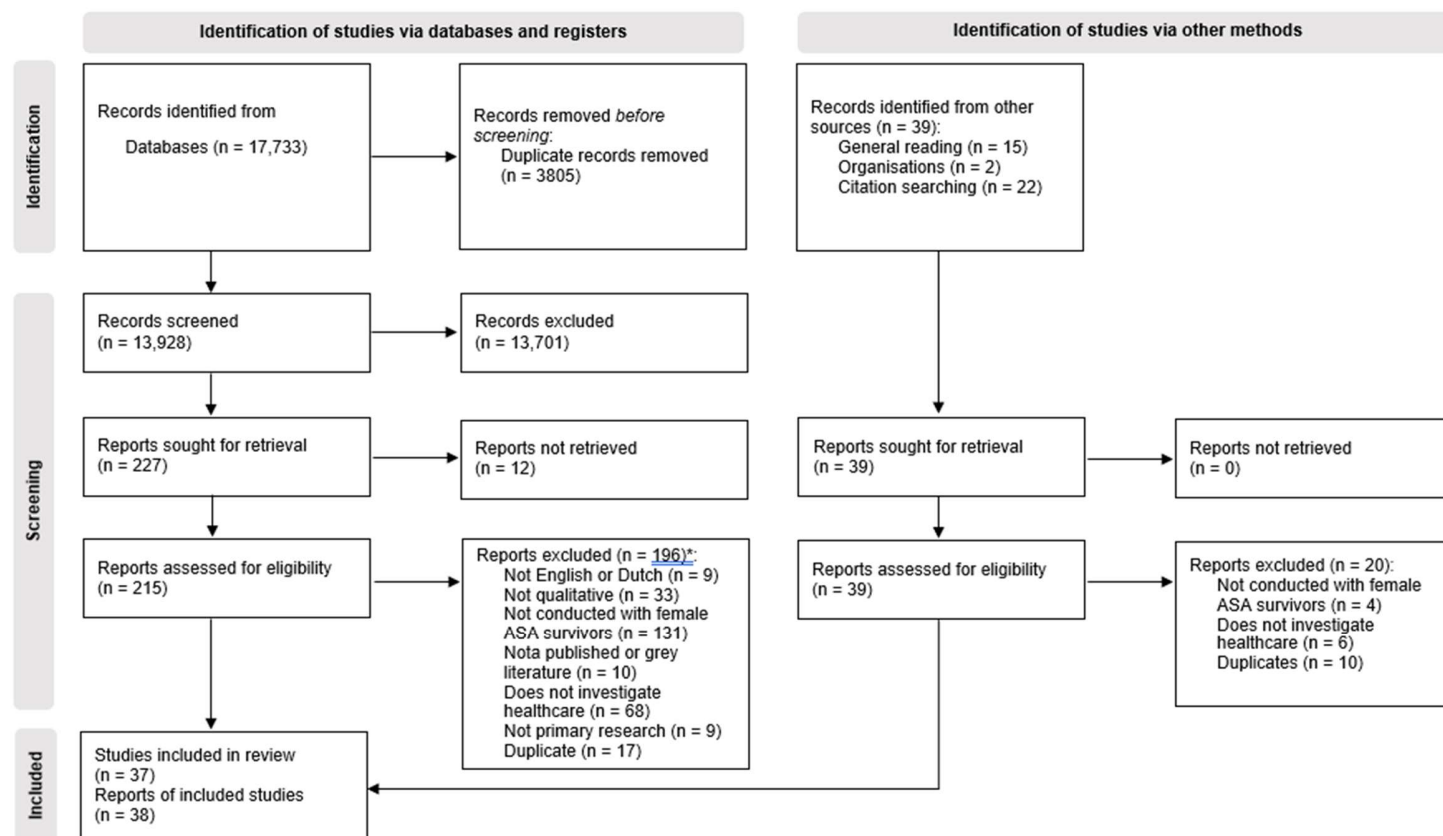 Identification of studies via databases and registers
Identification of studies via other methods
Identification
Records identified from
Databases (n = 17,733)
Records removed before
screening:
Duplicate records removed
(n = 3805)
Records identified from other
sources (n = 39):
General reading (n = 15)
Organisations (n = 2)
Citation searching (n = 22)
Screening
Records screened
(n = 13,928)
Records excluded
(n = 13,701)
Reports sought for retrieval
(n = 227)
Reports not retrieved
(n = 12)
Reports sought for retrieval
(n = 39)
Reports not retrieved
(n = 0)
Reports assessed for eligibility
(n = 215)
Reports excluded (n = 196)*:
Not English or Dutch (n = 9)
Not qualitative (n = 33)
Not conducted with female
ASA survivors (n = 131)
Nota published or grey
literature (n = 10)
Does not investigate
healthcare (n = 68)
Not primary research (n = 9)
Duplicate (n = 17)
Reports assessed for eligibility
(n = 39)
Reports excluded (n = 20):
Not conducted with female
ASA survivors (n = 4)
Does not investigate
healthcare (n = 6)
Duplicates (n = 10)
Included
Studies included in review
(n = 37)
Reports of included studies
(n = 38)